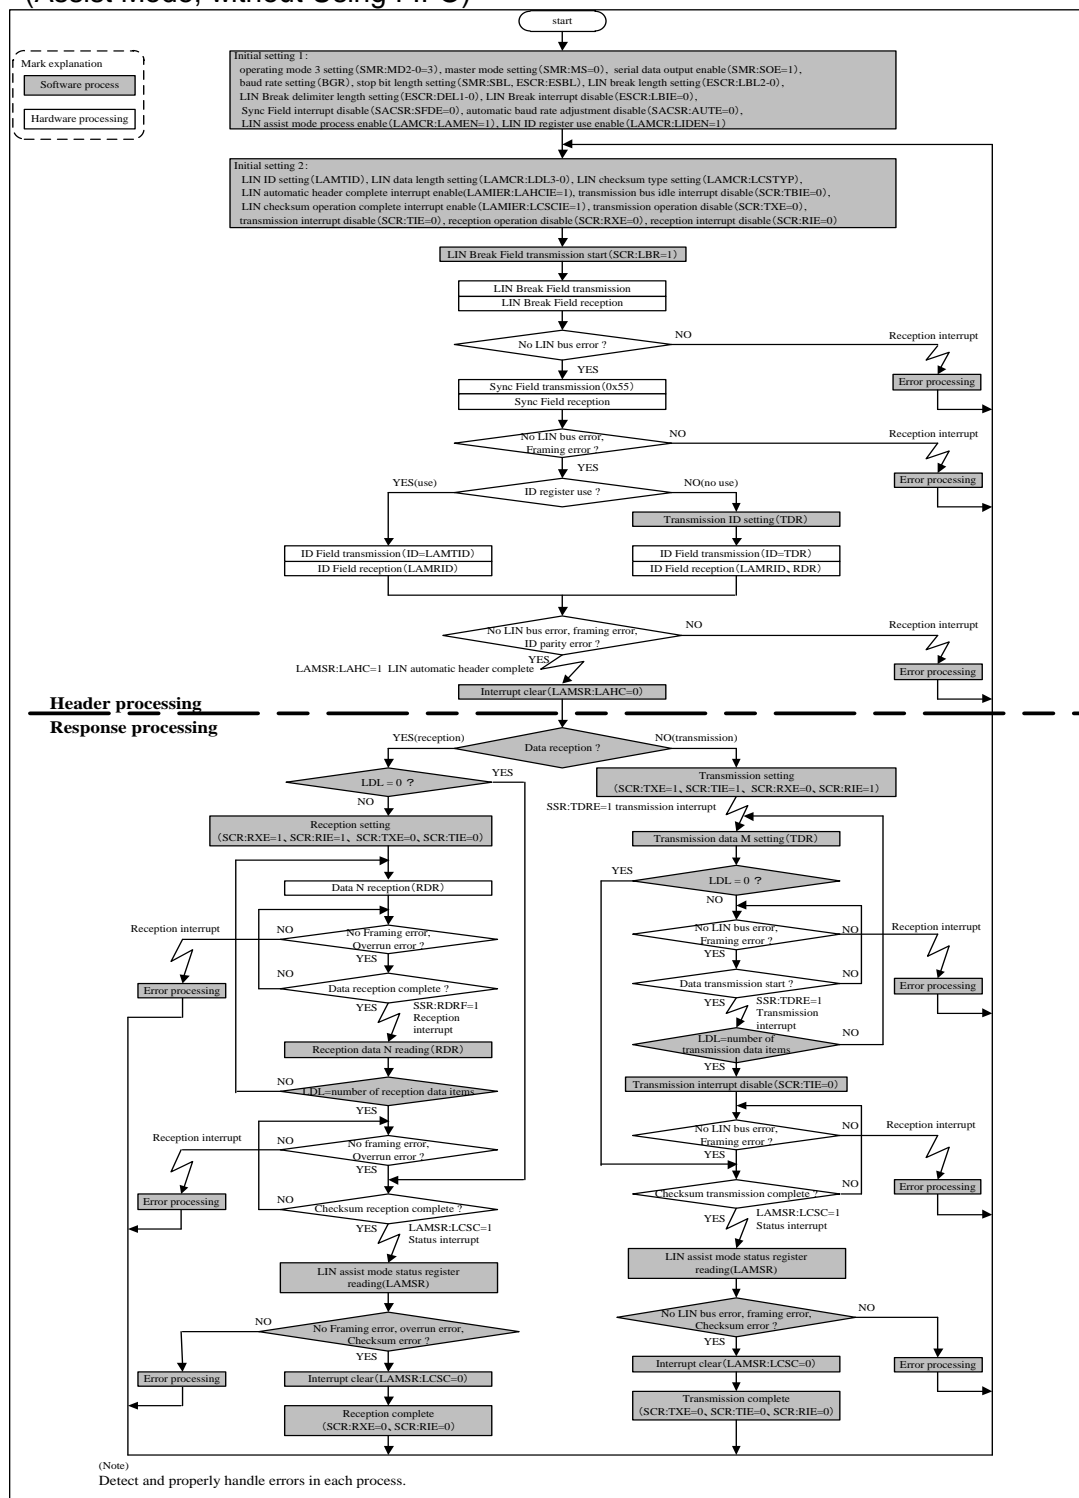 (Assist Mode, without Using FIFO)
start
Mark explanation
Software process
Hardware processing
Initial setting 1:
operating mode 3 setting(SMR:MD2-0=3), master mode setting(SMR:MS=0), serial data output enable(SMR:SOE=1),
baud rate setting(BGR), stop bit length setting(SMR:SBL, ESCR:ESBL), LIN break length setting(ESCR:LBL2-0),
LIN Break delimiter length setting(ESCR:DEL1-0), LIN Break interrupt disable(ESCR:LBIE=0),
Sync Field interrupt disable(SACSR:SFDE=0), automatic baud rate adjustment disable(SACSR:AUTE=0),
LIN assist mode process enable(LAMCR:LAMEN=1), LIN ID register use enable(LAMCR:LIDEN=1)
Initial setting 2:
LIN ID setting(LAMTID), LIN data length setting(LAMCR:LDL3-0), LIN checksum type setting(LAMCR:LCSTYP),
LIN automatic header complete interrupt enable(LAMIER:LAHCIE=1), transmission bus idle interrupt disable(SCR:TBIE=0),
LIN checksum operation complete interrupt enable(LAMIER:LCSCIE=1), transmission operation disable(SCR:TXE=0),
transmission interrupt disable(SCR:TIE=0), reception operation disable(SCR:RXE=0), reception interrupt disable(SCR:RIE=0)
LIN Break Field transmission start(SCR:LBR=1)
LIN Break Field transmission
LIN Break Field reception
No LIN bus error ?
NO
Reception interrupt
YES
Error processing
Sync Field transmission(0x55)
Sync Field reception
No LIN bus error,
Framing error ?
NO
Reception interrupt
YES
Error processing
ID register use ?
YES(use)
NO(no use)
Transmission ID setting(TDR)
ID Field transmission(ID=LAMTID)
ID Field reception(LAMRID)
ID Field transmission(ID=TDR)
ID Field reception(LAMRID、RDR)
No LIN bus error, framing error,
ID parity error ?
NO
Reception interrupt
YES
LAMSR:LAHC=1 LIN automatic header complete
Error processing
Interrupt clear(LAMSR:LAHC=0)
Header processing
Response processing
YES(reception)
Data reception ?
NO(transmission)
LDL = 0 ?
YES
NO
Transmission setting
(SCR:TXE=1、SCR:TIE=1、SCR:RXE=0、SCR:RIE=1)
SSR:TDRE=1 transmission interrupt
Reception setting
(SCR:RXE=1、SCR:RIE=1、SCR:TXE=0、SCR:TIE=0)
Transmission data M setting(TDR)
YES
LDL = 0 ?
NO
Data N reception(RDR)
Reception interrupt
NO
No Framing error,
Overrun error ?
YES
No LIN bus error,
Framing error ?
NO
Reception interrupt
YES
Error processing
NO
Data reception complete ?
YES
SSR:RDRF=1
Reception
interrupt
Data transmission start ?
NO
YES
SSR:TDRE=1
Transmission
interrupt
Error processing
Reception data N reading(RDR)
LDL=number of
transmission data items
NO
YES
NO
LDL=number of reception data items
YES
Transmission interrupt disable(SCR:TIE=0)
Reception interrupt
NO
No framing error,
Overrun error ?
YES
No LIN bus error,
Framing error ?
NO
Reception interrupt
YES
Error processing
NO
Checksum reception complete ?
YES
LAMSR:LCSC=1
Status interrupt
Checksum transmission complete ?
NO
YES
LAMSR:LCSC=1
Status interrupt
Error processing
LIN assist mode status register
reading(LAMSR)
LIN assist mode status register
reading(LAMSR)
NO
No Framing error, overrun error,
Checksum error ?
YES
No LIN bus error, framing error,
Checksum error ?
NO
YES
Error processing
Interrupt clear(LAMSR:LCSC=0)
Interrupt clear(LAMSR:LCSC=0)
Error processing
Reception complete
(SCR:RXE=0、SCR:RIE=0)
Transmission complete
(SCR:TXE=0、SCR:TIE=0、SCR:RIE=0)
(Note)
Detect and properly handle errors in each process.